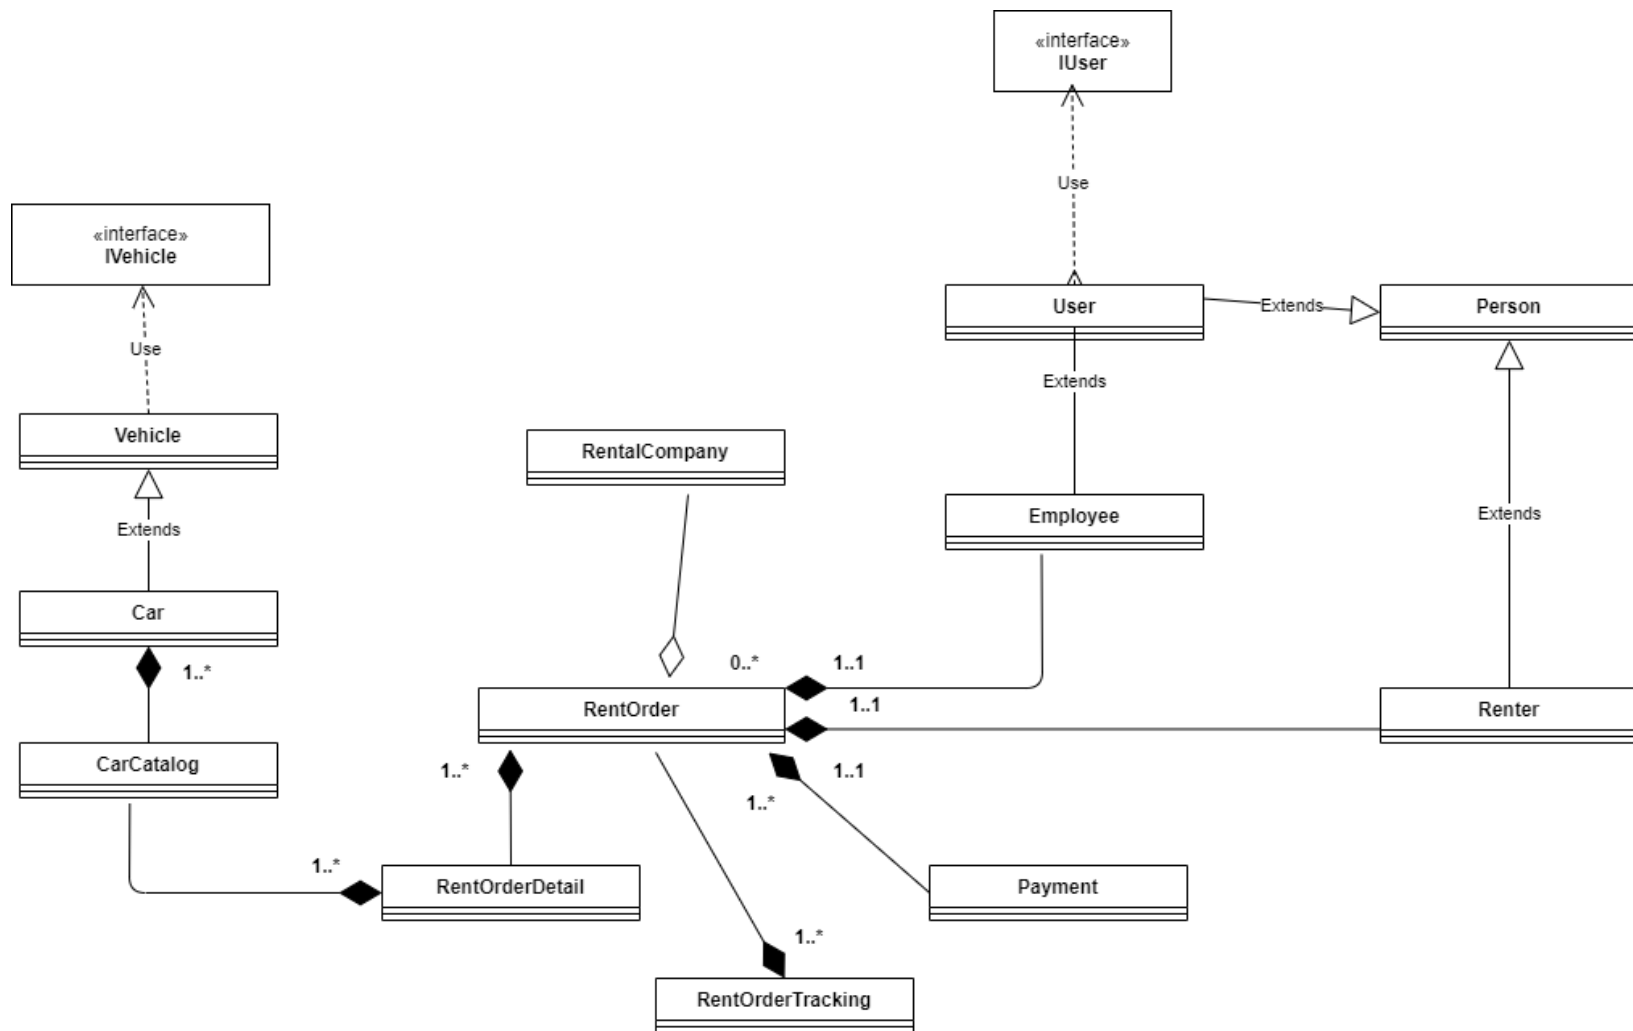 «interface»
IUser
Use
«interface»
IVehicle
User
Extends
Person
Use
Extends
Vehicle
RentalCompany
Employee
Extends
Extends
Car
0..*
1..1
1..*
1..1
RentOrder
Renter
CarCatalog
1..*
1..1
1..*
1..*
RentOrderDetail
Payment
1..*
RentOrderTracking